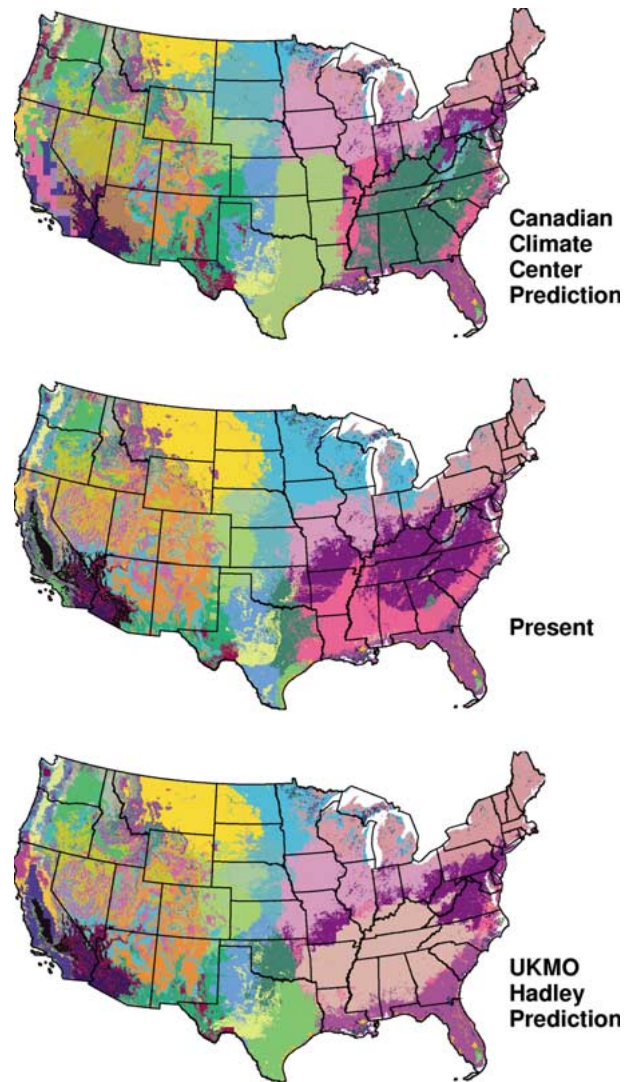 Canadian
Climate
Center
Prediction
Present
UKMO
Hadley
Prediction